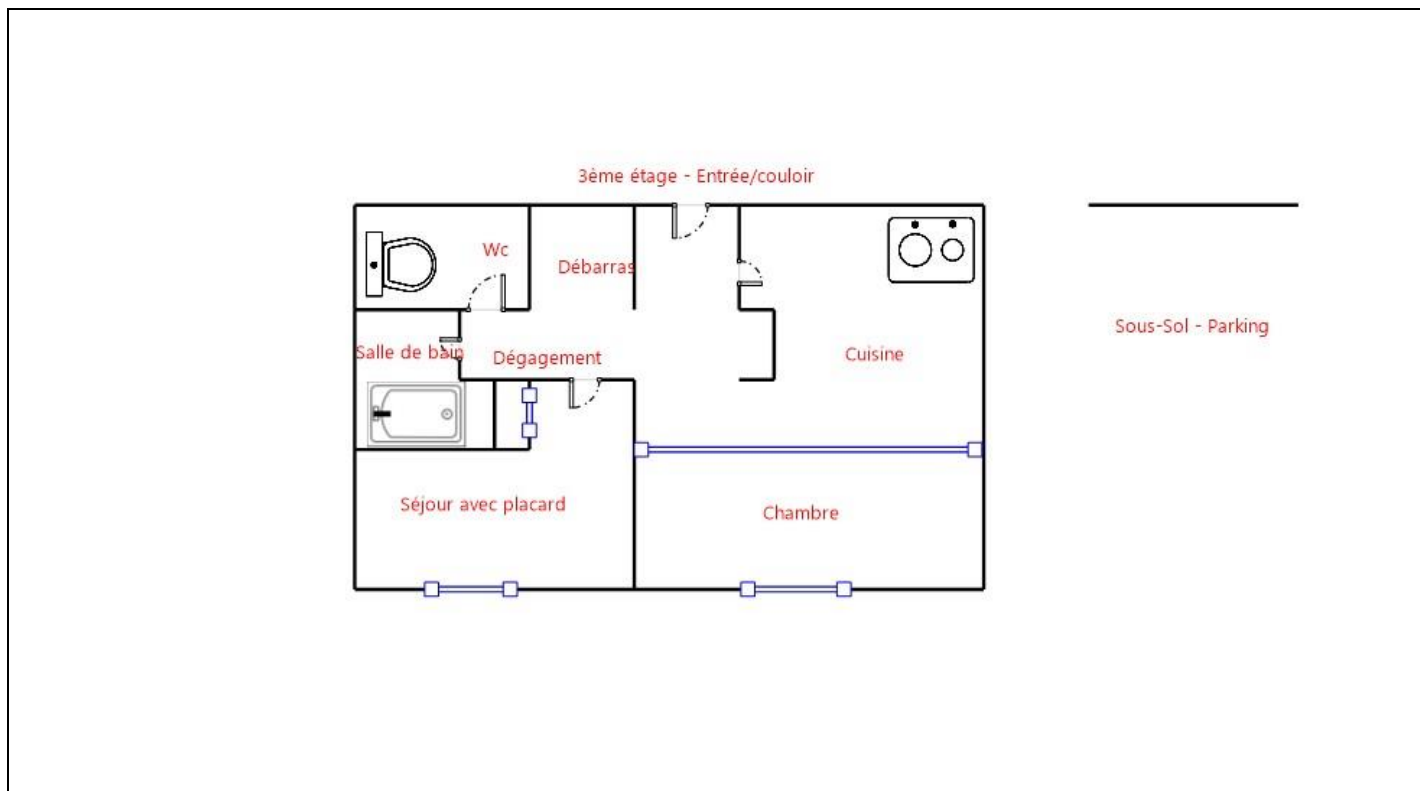 3ème étage - Entrée/couloir
Wc
Débarras
Salle de bain
Dégagement
Cuisine
Sous-Sol - Parking
Séjour avec placard
Chambre